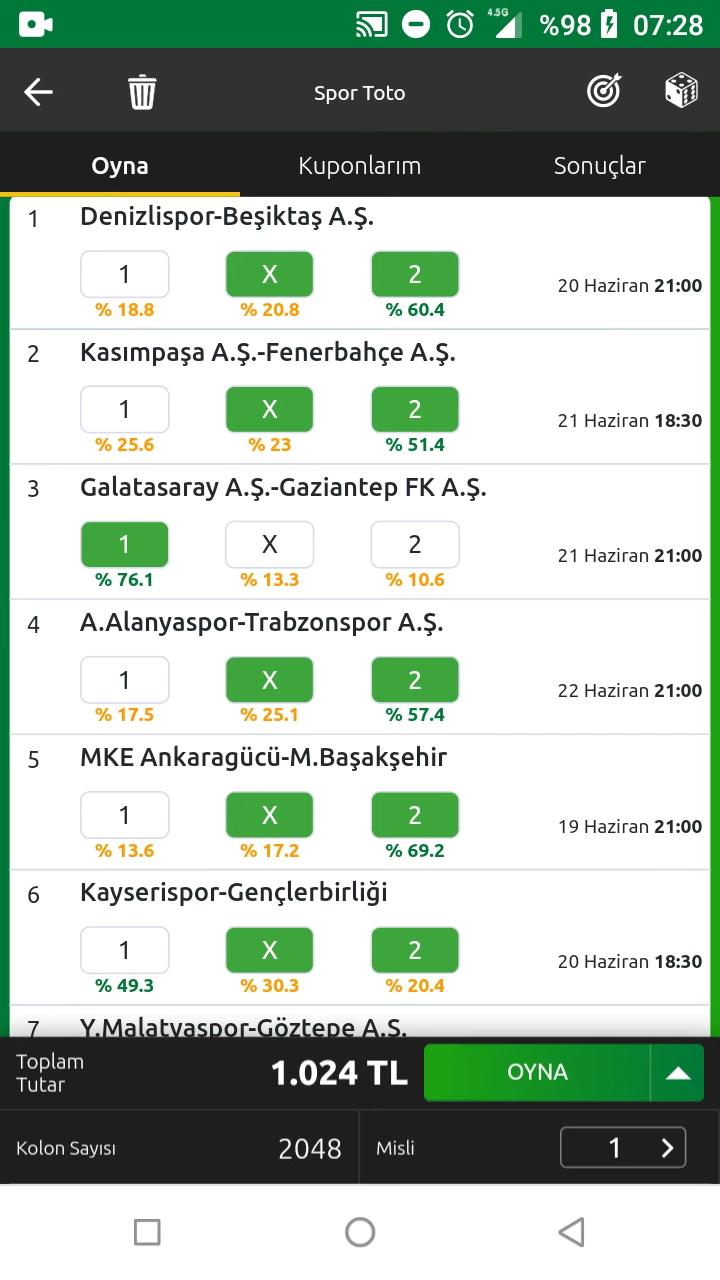 4.5G %98 07:28
Spor Toto
Oyna Kuponlarım Sonuçlar
1 Denizlispor-Beşiktaş A.Ş.
1 X 2 20 Haziran 21:00
% 18.8 % 20.8 % 60.4
2 Kasımpaşa A.Ş.-Fenerbahçe A.Ş.
1 X 2 21 Haziran 18:30
% 25.6 % 23 % 51.4
3 Galatasaray A.Ş.-Gaziantep FK A.Ş.
1 X 2 21 Haziran 21:00
% 76.1 % 13.3 % 10.6
4 A.Alanyaspor-Trabzonspor A.Ş.
1 X 2 22 Haziran 21:00
% 17.5 % 25.1 % 57.4
5 MKE Ankaragücü-M.Başakşehir
1 X 2 19 Haziran 21:00
% 13.6 % 17.2 % 69.2
6 Kayserispor-Gençlerbirliği
1 X 2 20 Haziran 18:30
% 49.3 % 30.3 % 20.4
7 Y.Malatyaspor-Göztepe A.Ş.
Toplam Tutar 1.024 TL OYNA
Kolon Sayısı 2048 Misli 1